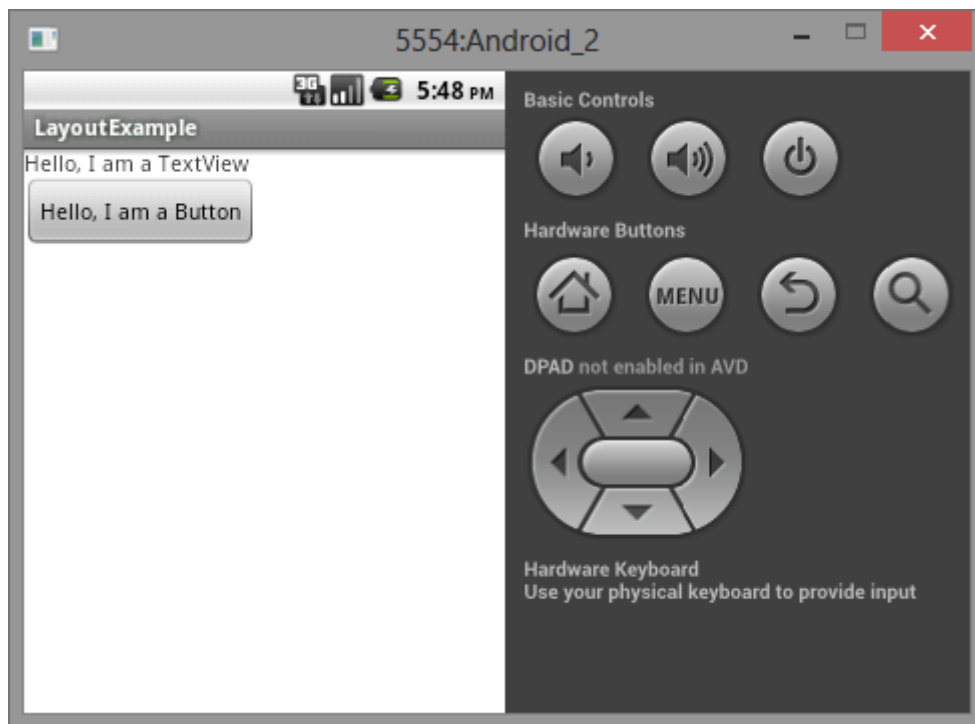 5554:Android_2
3G
5:48 PM
LayoutExample
Hello, I am a TextView
Hello, I am a Button
Basic Controls
Hardware Buttons
MENU
DPAD not enabled in AVD
Hardware Keyboard
Use your physical keyboard to provide input